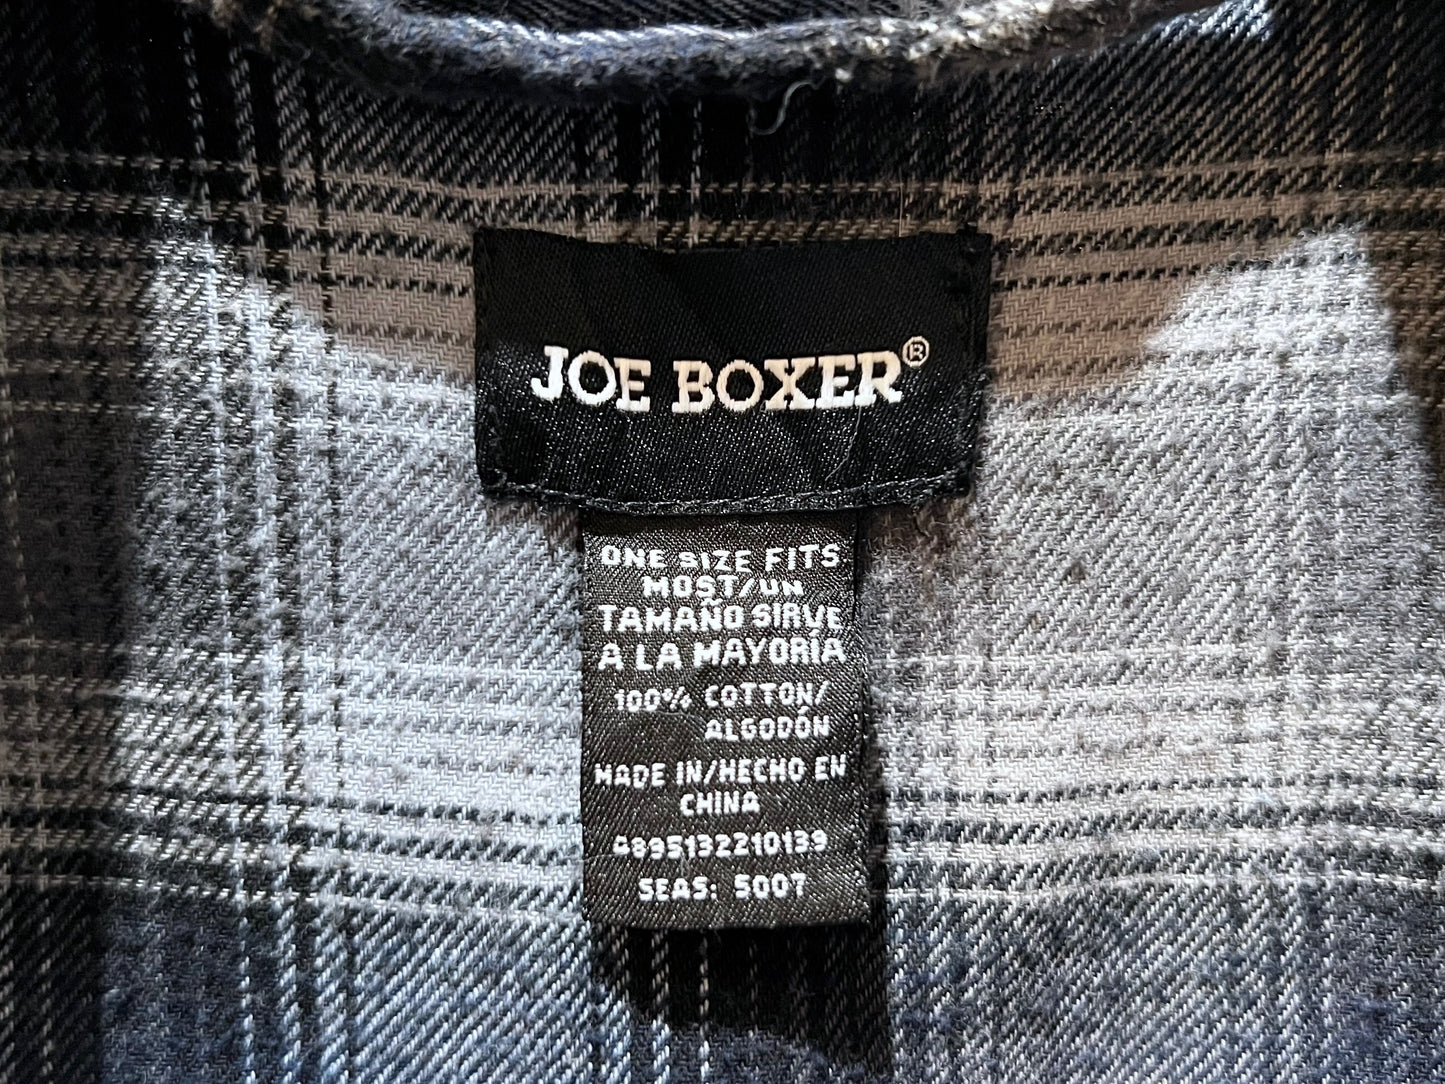 JOE BOXER®
ONE SIZE FITS
MOST/UN
TAMAÑO SIRVE
A LA MAYORÍA
100% COTTON/
ALGODÓN
MADE IN/HECHO EN
CHINA
A895132210139
SEAS: 5007